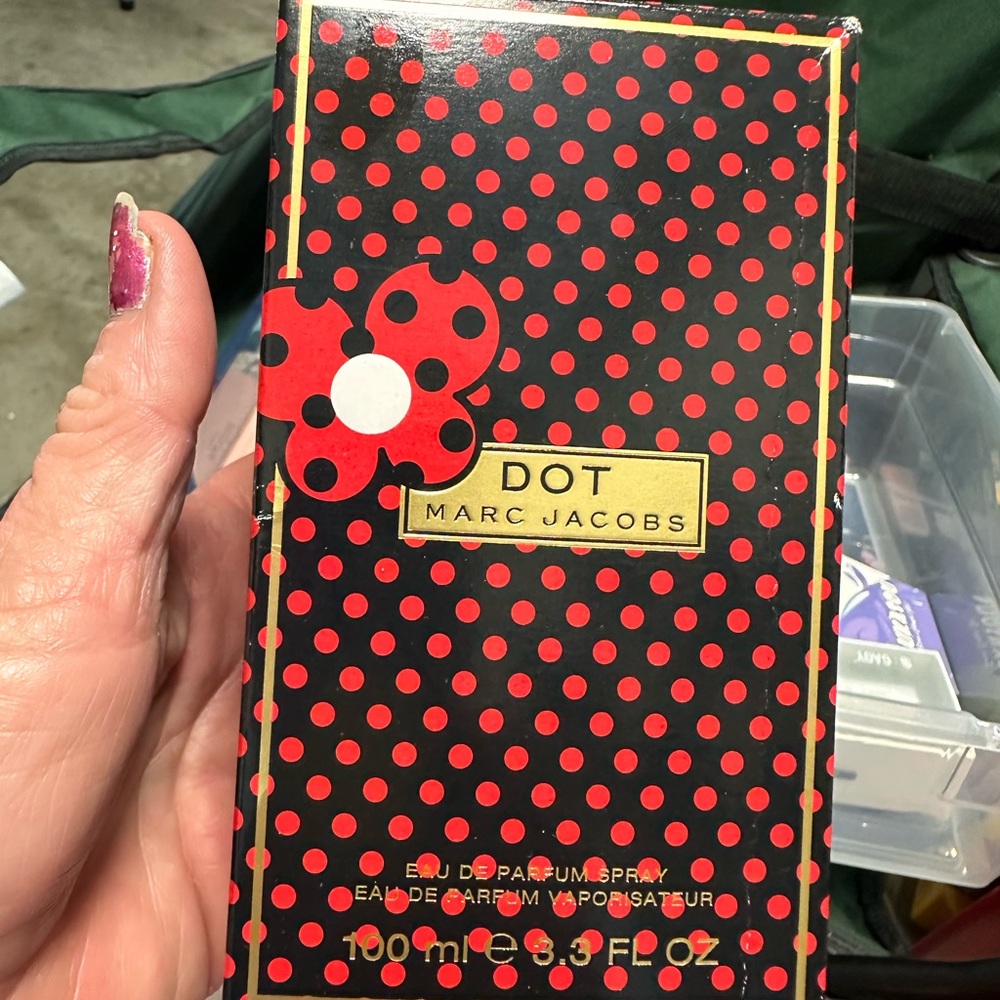 DOT
MARC JACOBS
EAU DE PARFUM SPRAY
EAU DE PARFUM VAPORISATEUR
100 ml ℮ 3.3 FL OZ